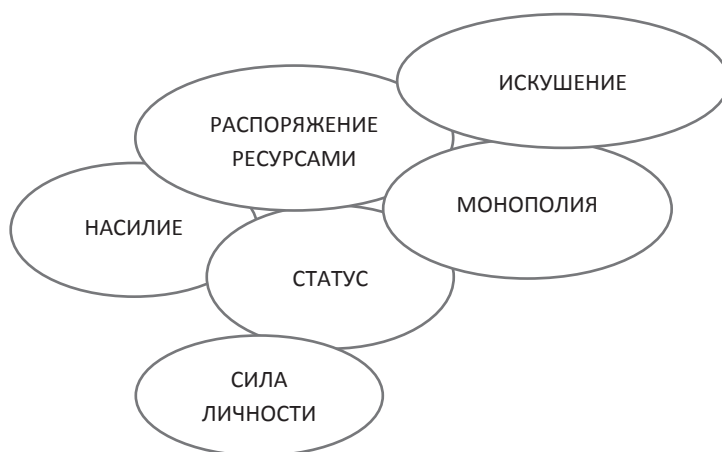 ИСКУШЕНИЕ
РАСПОРЯЖЕНИЕ
РЕСУРСАМИ
МОНОПОЛИЯ
НАСИЛИЕ
СТАТУС
СИЛА
ЛИЧНОСТИ